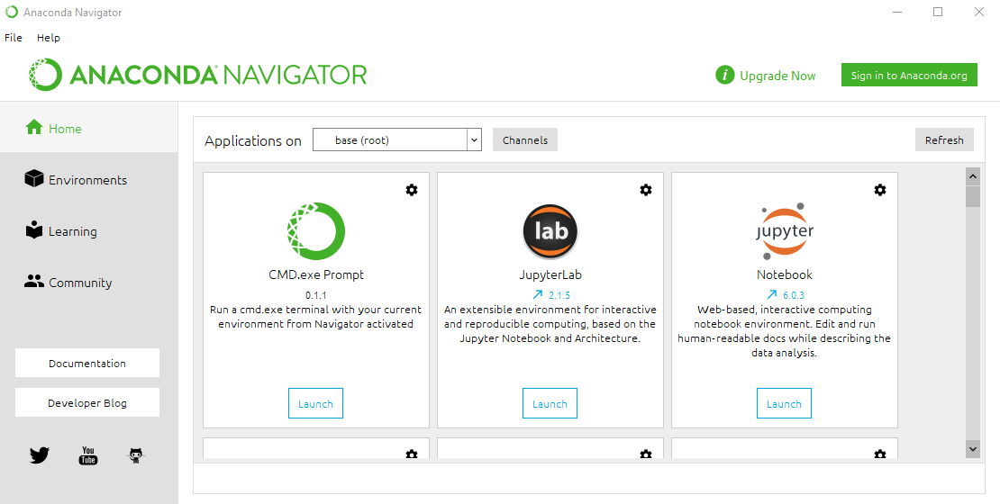 Anaconda Navigator
File Help
ANACONDA NAVIGATOR
i Upgrade Now
Sign in to Anaconda.org
Home
Environments
Learning
Community
Documentation
Developer Blog
You
Tube
Applications on base (root) Channels Refresh
CMD.exe Prompt
0.1.1
Run a cmd.exe terminal with your current
environment from Navigator activated
Launch
lab
JupyterLab
2.1.5
An extensible environment for interactive
and reproducible computing, based on the
Jupyter Notebook and Architecture.
Launch
jupyter
Notebook
6.0.3
Web-based, interactive computing
notebook environment. Edit and run
human-readable docs while describing the
data analysis.
Launch